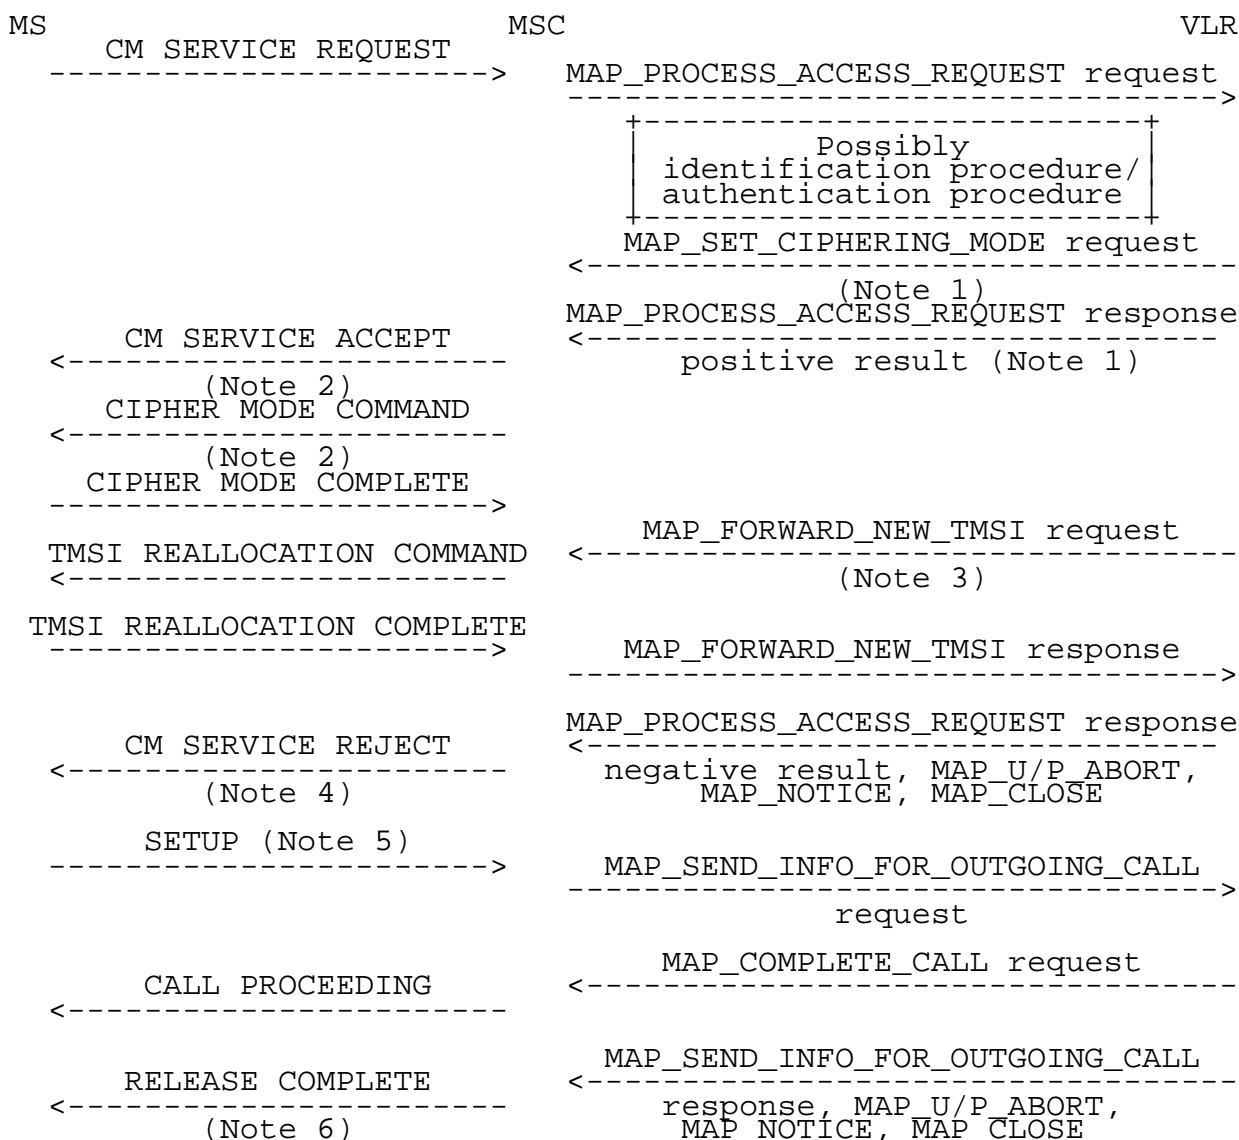 MS MSC VLR
CM SERVICE REQUEST
-----------------------> MAP_PROCESS_ACCESS_REQUEST request
---------------------------------->
+--------------------------+
| Possibly |
| identification procedure/|
| authentication procedure |
+--------------------------+
MAP_SET_CIPHERING_MODE request
<----------------------------------
(Note 1)
MAP_PROCESS_ACCESS_REQUEST response
CM SERVICE ACCEPT <---------------------------------
<----------------------- positive result (Note 1)
(Note 2)
CIPHER MODE COMMAND
<-----------------------
(Note 2)
CIPHER MODE COMPLETE
----------------------->
MAP_FORWARD_NEW_TMSI request
TMSI REALLOCATION COMMAND <----------------------------------
<----------------------- (Note 3)
TMSI REALLOCATION COMPLETE
-----------------------> MAP_FORWARD_NEW_TMSI response
---------------------------------->
MAP_PROCESS_ACCESS_REQUEST response
CM SERVICE REJECT <---------------------------------
<----------------------- negative result, MAP_U/P_ABORT,
(Note 4) MAP_NOTICE, MAP_CLOSE
SETUP (Note 5)
-----------------------> MAP_SEND_INFO_FOR_OUTGOING_CALL
---------------------------------->
request
MAP_COMPLETE_CALL request
CALL PROCEEDING <----------------------------------
<-----------------------
MAP_SEND_INFO_FOR_OUTGOING_CALL
RELEASE COMPLETE <----------------------------------
<----------------------- response, MAP_U/P_ABORT,
(Note 6) MAP_NOTICE, MAP_CLOSE